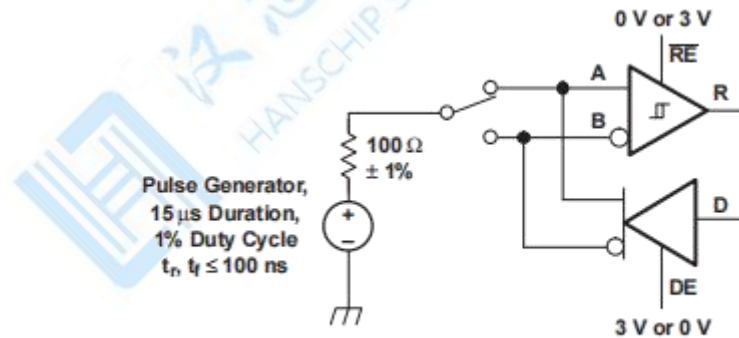 0 V or 3 V
RE
A
R
B
100 Ω
± 1%
Pulse Generator,
15 μs Duration,
1% Duty Cycle
tr, tf ≤ 100 ns
+
−
D
DE
3 V or 0 V
HANSCHIP